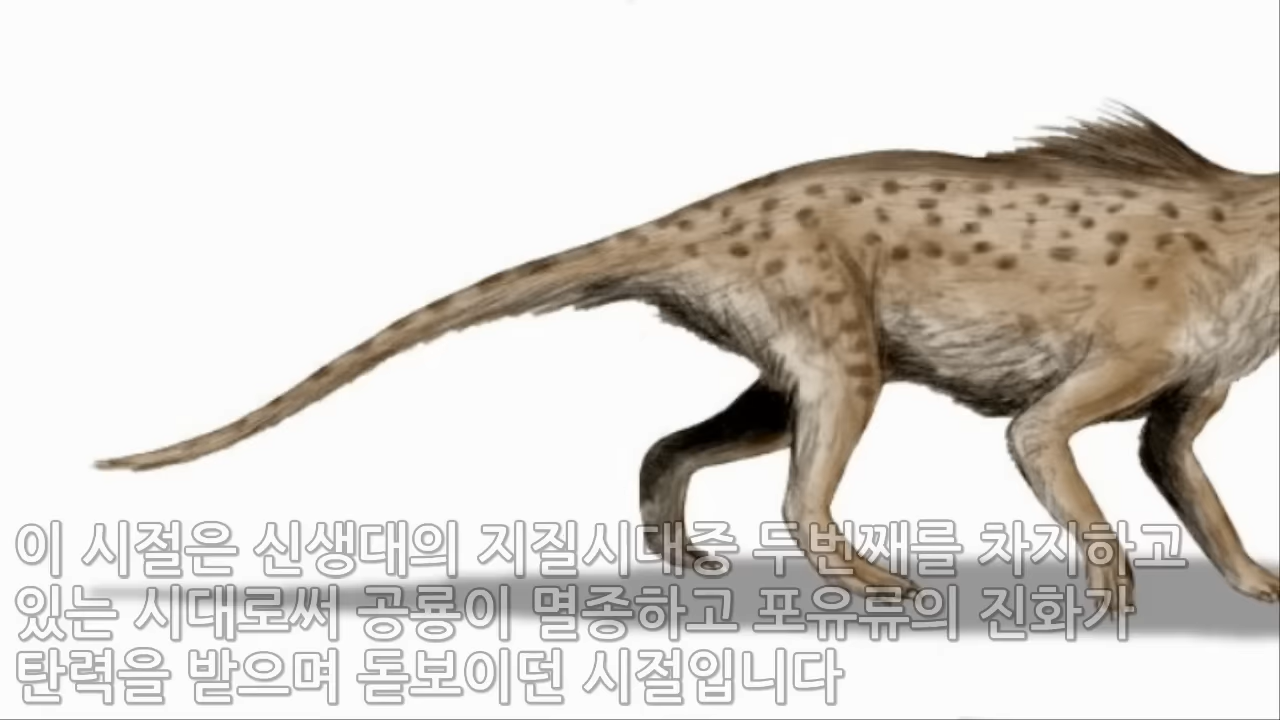 이 시절은 신생대의 지질시대중 두번째를 차지하고
있는 시대로써 공룡이 멸종하고 포유류의 진화가
탄력을 받으며 돋보이던 시절입니다